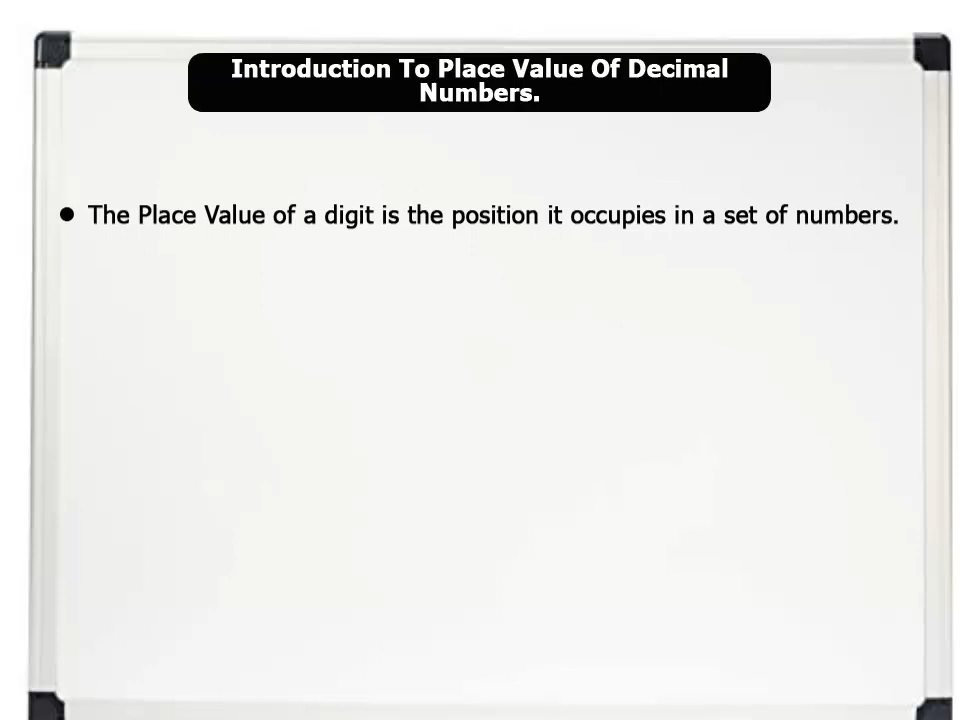 Introduction To Place Value Of Decimal
Numbers.
● The Place Value of a digit is the position it occupies in a set of numbers.